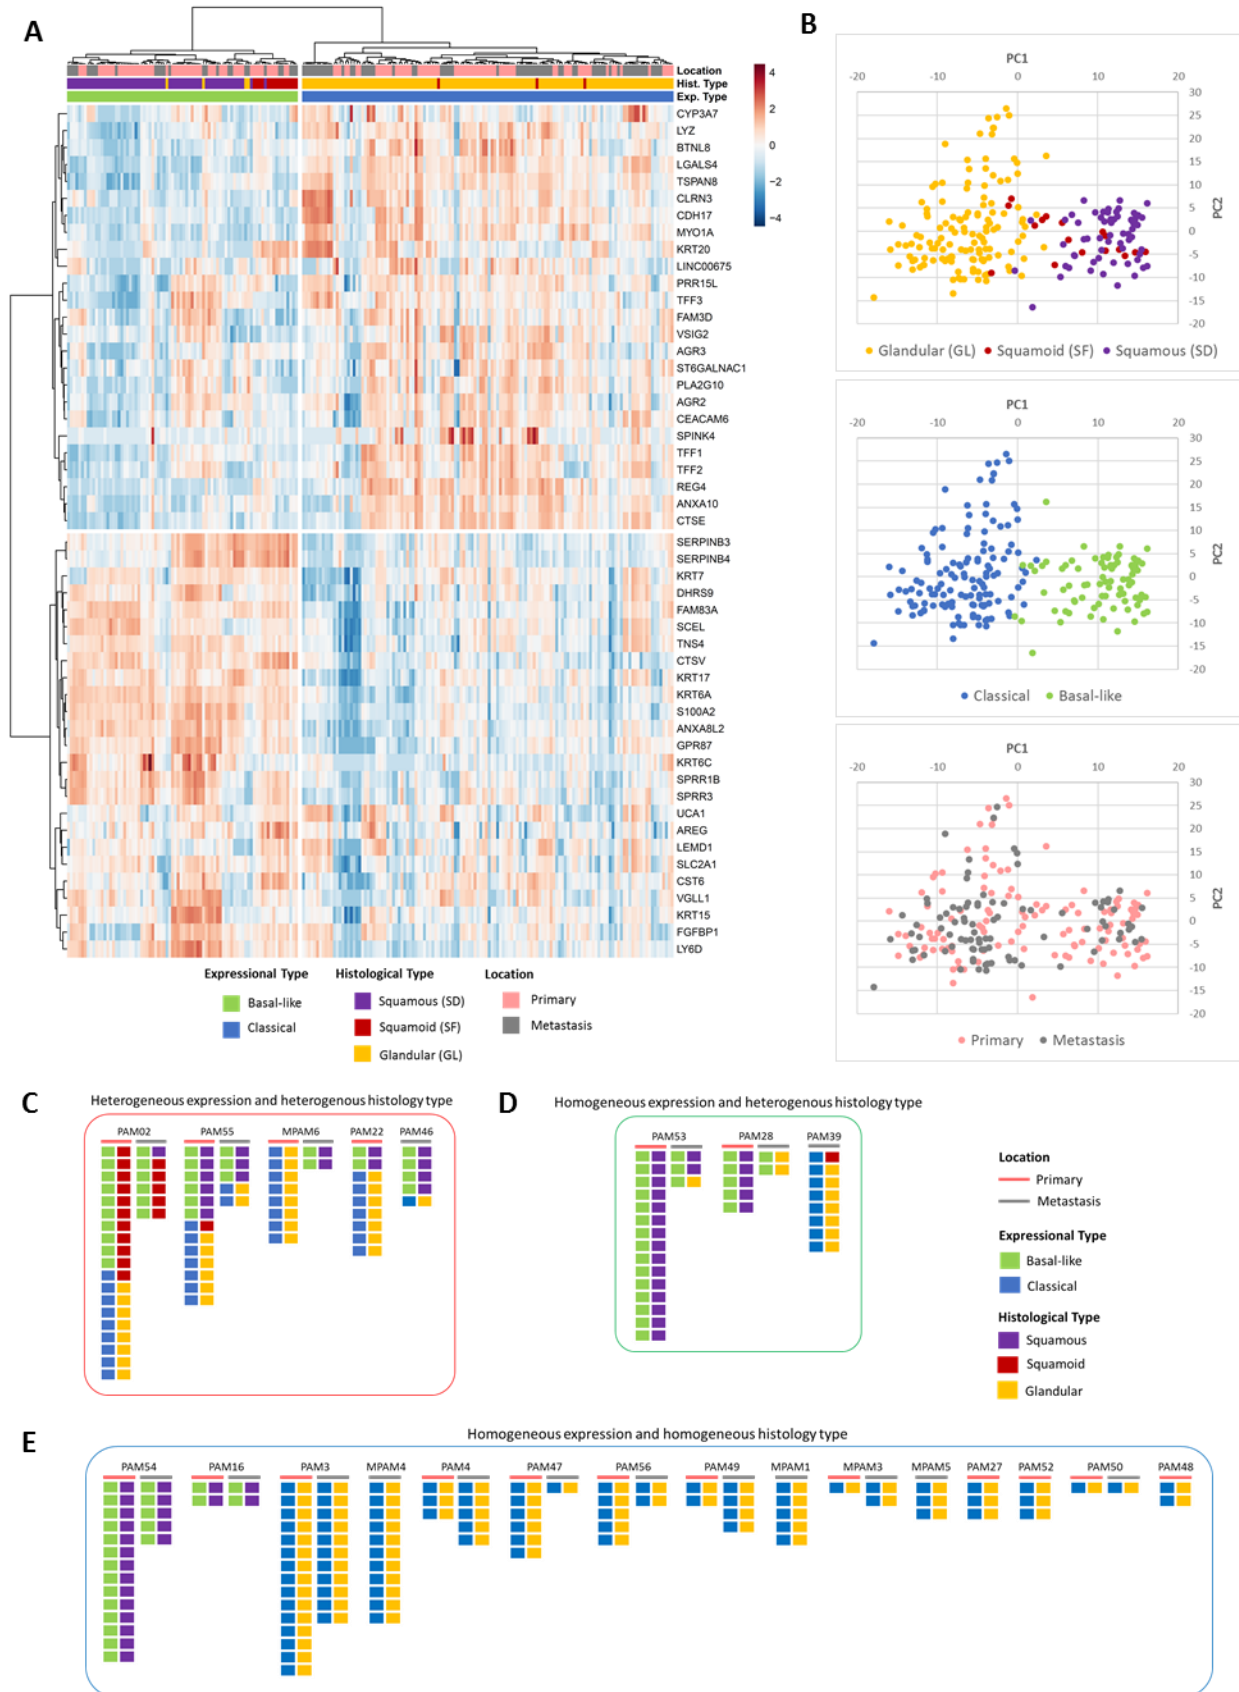 A
Location
Hist. Type
Exp. Type
4
2
0
−2
−4
CYP3A7
LYZ
BTNL8
LGALS4
TSPAN8
CLRN3
CDH17
MYO1A
KRT20
LINC00675
PRR15L
TFF3
FAM3D
VSIG2
AGR3
ST6GALNAC1
PLA2G10
AGR2
CEACAM6
SPINK4
TFF1
TFF2
REG4
ANXA10
CTSE
SERPINB3
SERPINB4
KRT7
DHRS9
FAM83A
SCEL
TNS4
CTSV
KRT17
KRT6A
S100A2
ANXA8L2
GPR87
KRT6C
SPRR1B
SPRR3
UCA1
AREG
LEMD1
SLC2A1
CST6
VGLL1
KRT15
FGFBP1
LY6D
Expressional Type
Basal-like
Classical
Histological Type
Squamous (SD)
Squamoid (SF)
Glandular (GL)
Location
Primary
Metastasis
B
PC1
-20 -10 0 10 20
30
25
20
15
10
5
0
-5
-10
-15
-20
PC2
Glandular (GL) Squamoid (SF) Squamous (SD)
PC1
-20 -10 0 10 20
30
25
20
15
10
5
0
-5
-10
-15
-20
PC2
Classical Basal-like
PC1
-20 -10 0 10 20
30
25
20
15
10
5
0
-5
-10
-15
-20
PC2
Primary Metastasis
C
Heterogeneous expression and heterogenous histology type
PAM02 PAM55 MPAM6 PAM22 PAM46
D
Homogeneous expression and heterogenous histology type
PAM53 PAM28 PAM39
Location
Primary
Metastasis
Expressional Type
Basal-like
Classical
Histological Type
Squamous
Squamoid
Glandular
E
Homogeneous expression and homogeneous histology type
PAM54 PAM16 PAM3 MPAM4 PAM4 PAM47 PAM56 PAM49 MPAM1 MPAM3 MPAM5 PAM27 PAM52 PAM50 PAM48